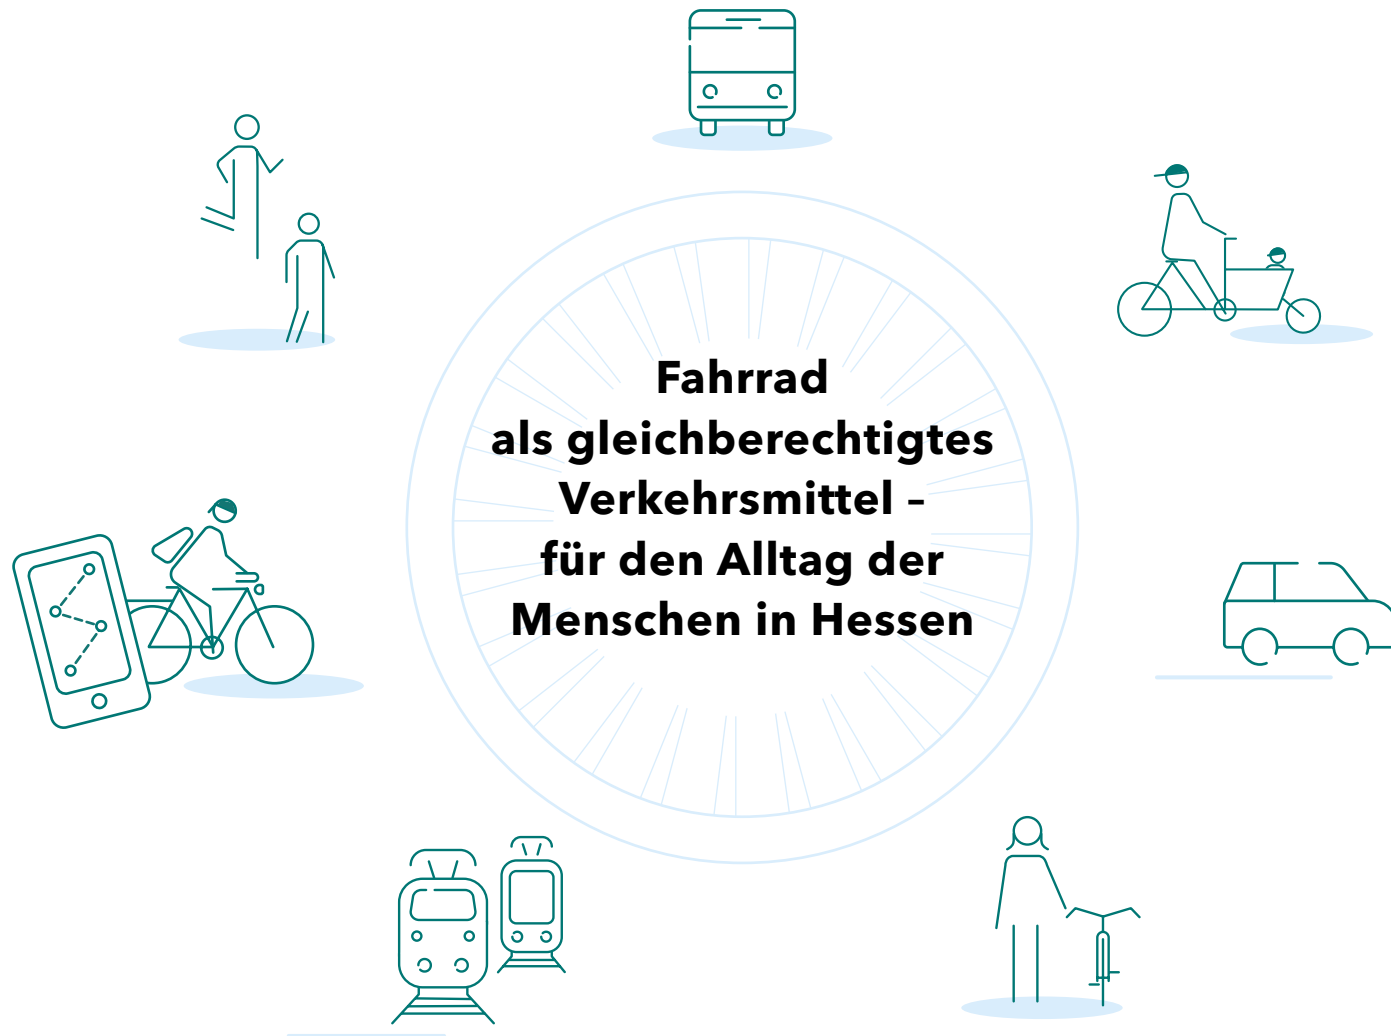 Fahrrad
als gleichberechtigtes
Verkehrsmittel –
für den Alltag der
Menschen in Hessen